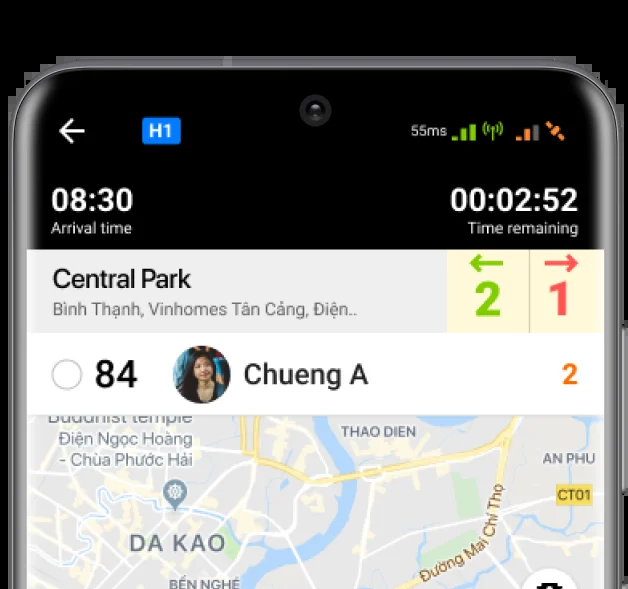 H1
55ms
08:30
00:02:52
Arrival time
Time remaining
Central Park
Bình Thạnh, Vinhomes Tân Cảng, Điện..
2
1
84
Chueng A
2
Buddhist temple
Điện Ngọc Hoàng
- Chùa Phước Hải
THAO DIEN
AN PHU
CT01
DA KAO
Đường Mai Chí Thọ
BẾN NGHÉ